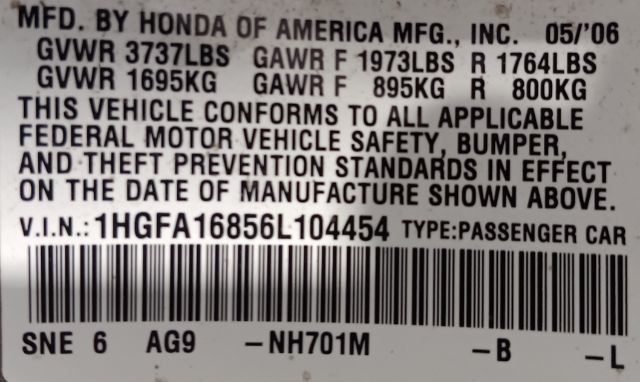 MFD. BY HONDA OF AMERICA MFG., INC. 05/'06
GVWR 3737LBS GAWR F 1973LBS R 1764LBS
GVWR 1695KG GAWR F 895KG R 800KG
THIS VEHICLE CONFORMS TO ALL APPLICABLE
FEDERAL MOTOR VEHICLE SAFETY, BUMPER,
AND THEFT PREVENTION STANDARDS IN EFFECT
ON THE DATE OF MANUFACTURE SHOWN ABOVE.
V.I.N.: 1HGFA16856L104454 TYPE:PASSENGER CAR
SNE 6 AG9 -NH701M -B -L